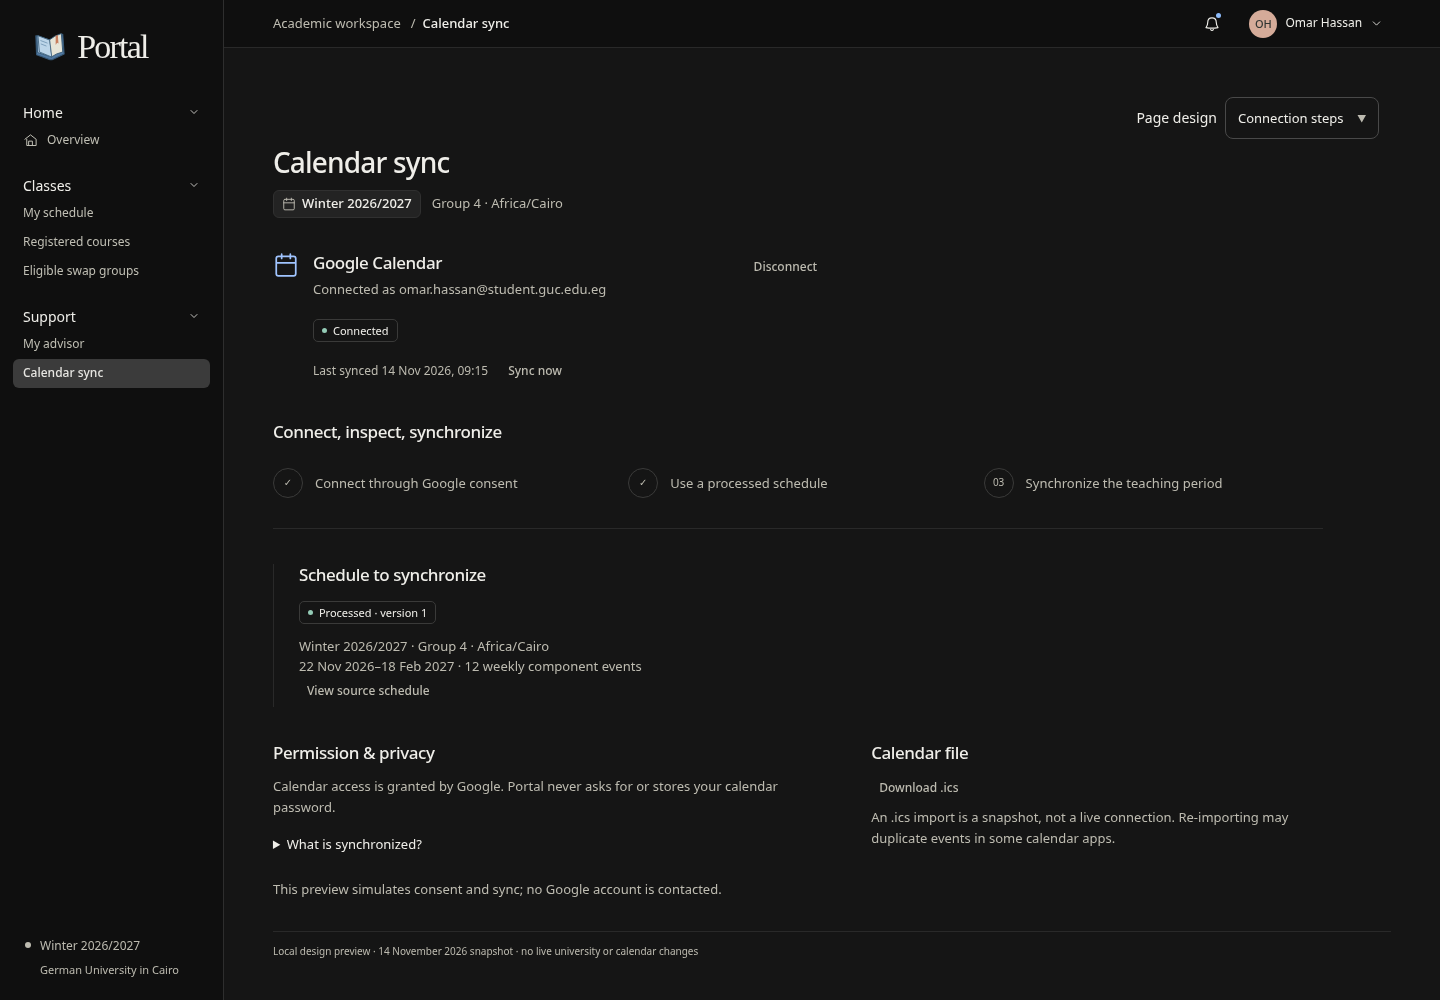 Portal
Home
Overview
Classes
My schedule
Registered courses
Eligible swap groups
Support
My advisor
Calendar sync
Winter 2026/2027
German University in Cairo
Academic workspace / Calendar sync
OH Omar Hassan
Page design Connection steps
Calendar sync
Winter 2026/2027 Group 4 · Africa/Cairo
Google Calendar
Disconnect
Connected as omar.hassan@student.guc.edu.eg
Connected
Last synced 14 Nov 2026, 09:15 Sync now
Connect, inspect, synchronize
✓ Connect through Google consent
✓ Use a processed schedule
03 Synchronize the teaching period
Schedule to synchronize
Processed · version 1
Winter 2026/2027 · Group 4 · Africa/Cairo
22 Nov 2026–18 Feb 2027 · 12 weekly component events
View source schedule
Permission & privacy
Calendar access is granted by Google. Portal never asks for or stores your calendar
password.
What is synchronized?
This preview simulates consent and sync; no Google account is contacted.
Calendar file
Download .ics
An .ics import is a snapshot, not a live connection. Re-importing may
duplicate events in some calendar apps.
Local design preview · 14 November 2026 snapshot · no live university or calendar changes